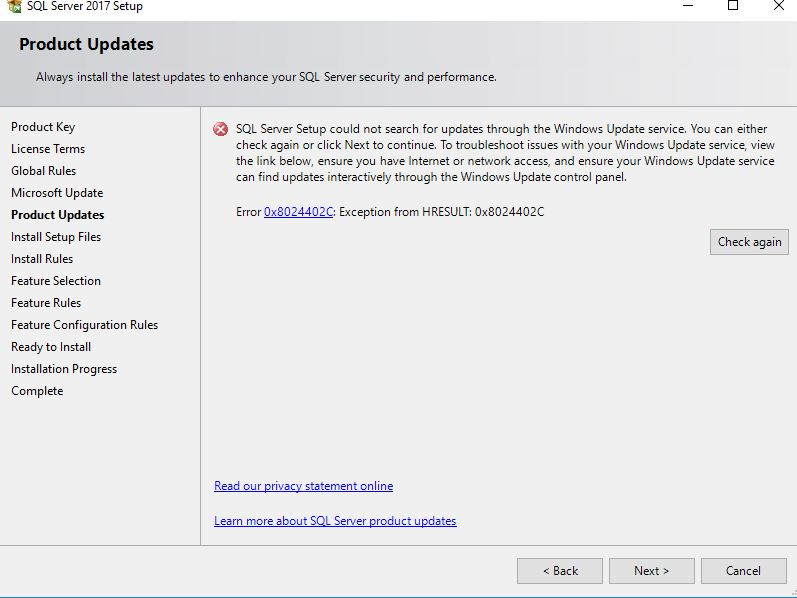 SQL Server 2017 Setup
Product Updates
Always install the latest updates to enhance your SQL Server security and performance.
Product Key
License Terms
Global Rules
Microsoft Update
Product Updates
Install Setup Files
Install Rules
Feature Selection
Feature Rules
Feature Configuration Rules
Ready to Install
Installation Progress
Complete
SQL Server Setup could not search for updates through the Windows Update service. You can either
check again or click Next to continue. To troubleshoot issues with your Windows Update service, view
the link below, ensure you have Internet or network access, and ensure your Windows Update service
can find updates interactively through the Windows Update control panel.
Error 0x8024402C: Exception from HRESULT: 0x8024402C
Check again
Read our privacy statement online
Learn more about SQL Server product updates
< Back
Next >
Cancel